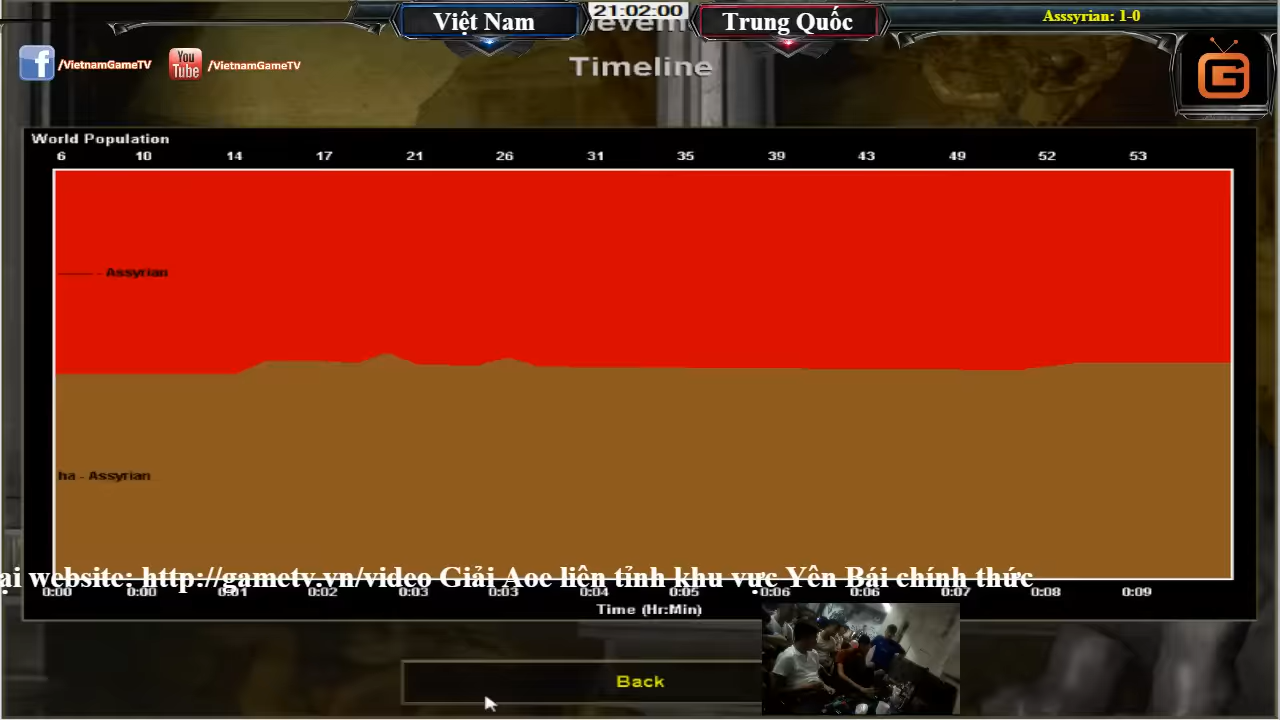 Việt Nam
21:02:00
Trung Quốc
Asssyrian: 1-0
/VietnamGameTV
You
Tube
/VietnamGameTV
Timeline
World Population
6 10 14 17 21 26 31 35 39 43 49 52 53
- Assyrian
ha - Assyrian
ại website: http://gametv.vn/video Giải Aoe liên tỉnh khu vực Yên Bái chính thức
0:00 0:00 0:01 0:02 0:03 0:03 0:04 0:05 0:06 0:06 0:07 0:08 0:09
Time (Hr:Min)
Back